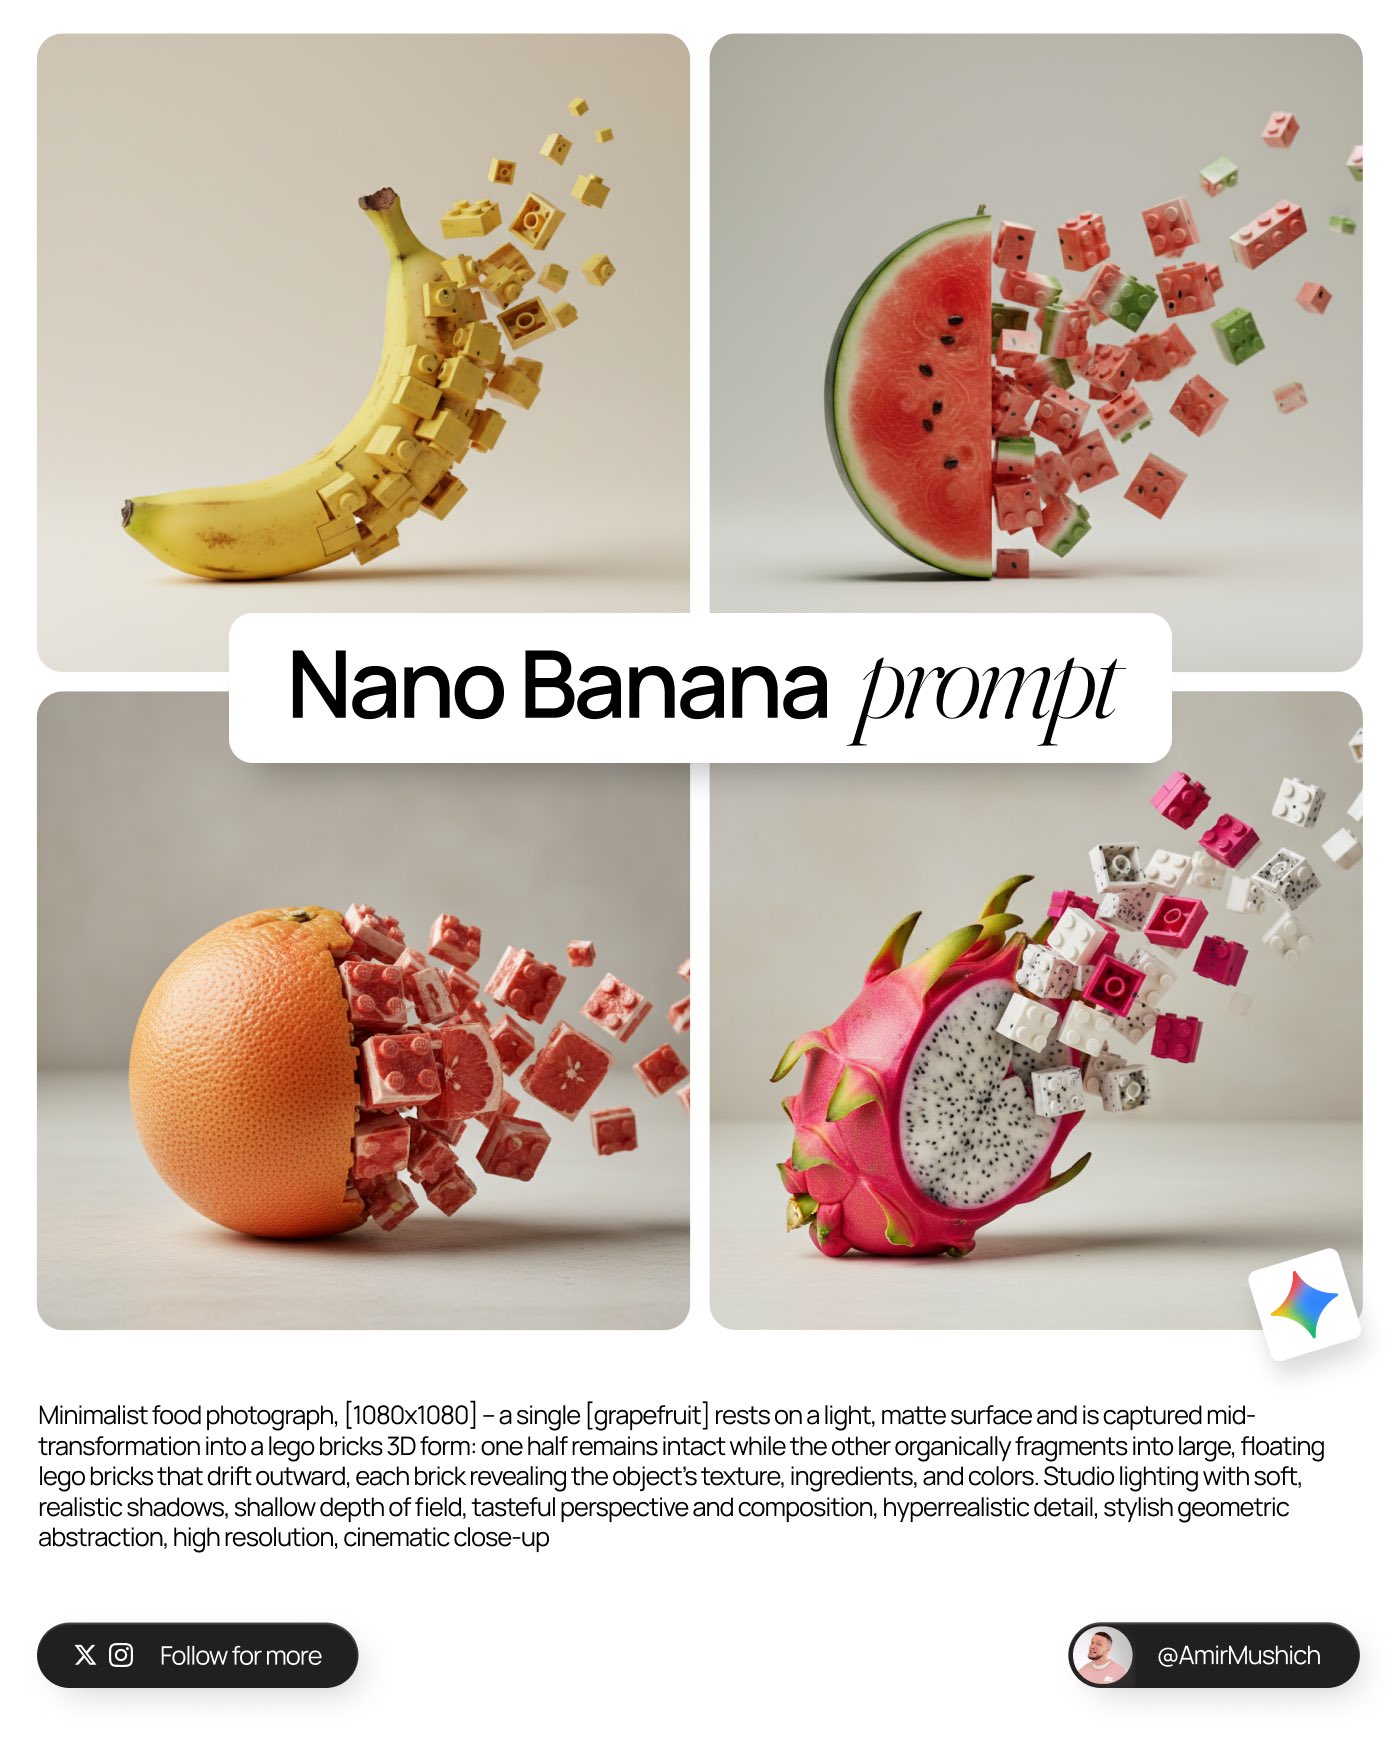 Nano Banana prompt
Minimalist food photograph, [1080x1080] – a single [grapefruit] rests on a light, matte surface and is captured mid-
transformation into a lego bricks 3D form: one half remains intact while the other organically fragments into large, floating
lego bricks that drift outward, each brick revealing the object’s texture, ingredients, and colors. Studio lighting with soft,
realistic shadows, shallow depth of field, tasteful perspective and composition, hyperrealistic detail, stylish geometric
abstraction, high resolution, cinematic close-up
Follow for more
@AmirMushich